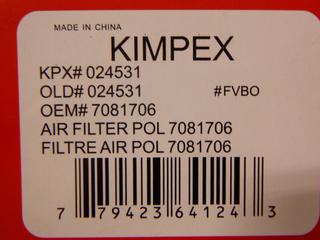 MADE IN CHINA
KIMPEX
KPX# 024531
OLD# 024531 #FVBO
OEM# 7081706
AIR FILTER POL 7081706
FILTRE AIR POL 7081706
7 79423 64124 3